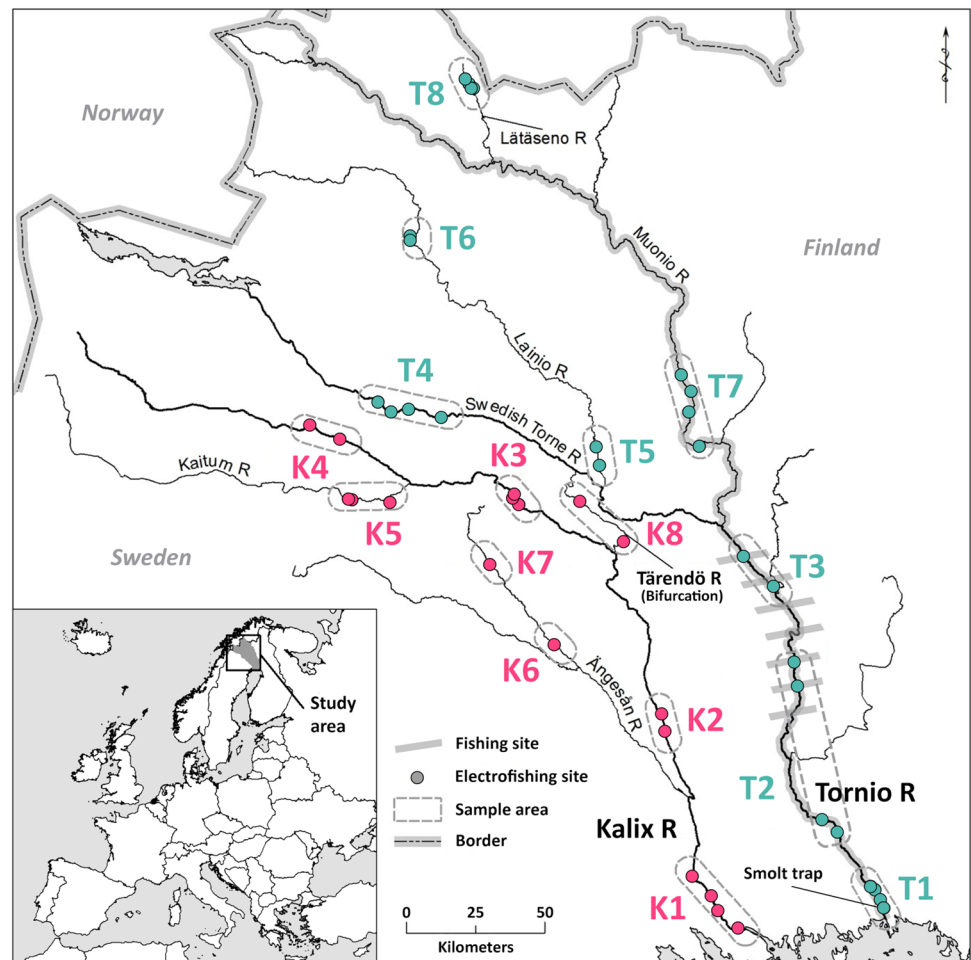 T8
Norway
Lätäseno R
T6
Muonio R
Finland
Lainio R
T4
T7
Swedish Torne R
K3
T5
K4
Kaitum R
K5
K8
Sweden
K7
Tärendö R
(Bifurcation)
T3
K6
Ängesån R
K2
Study
area
Fishing site
Electrofishing site
Sample area
Border
T2
Tornio R
Kalix R
Smolt trap
T1
K1
0 25 50
Kilometers